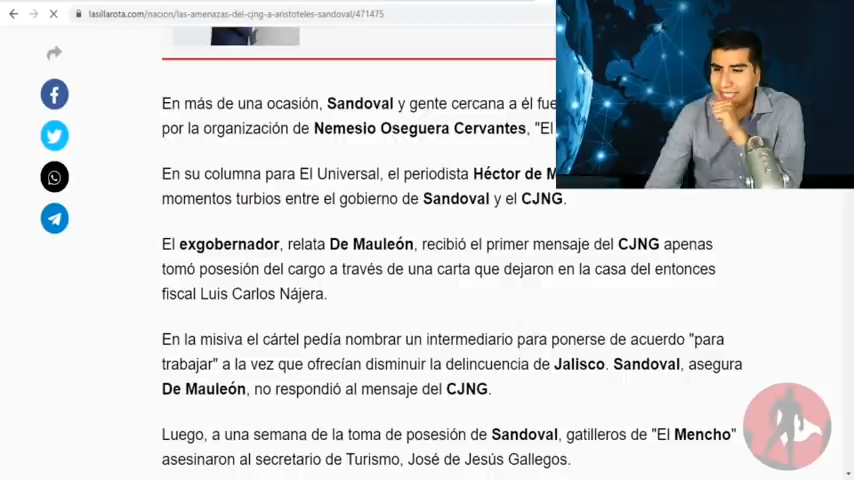 lasillarota.com/nacion/las-amenazas-del-cjng-a-aristoteles-sandoval/471475
En más de una ocasión, Sandoval y gente cercana a él fue
por la organización de Nemesio Oseguera Cervantes, "El
En su columna para El Universal, el periodista Héctor de M
momentos turbios entre el gobierno de Sandoval y el CJNG.
El exgobernador, relata De Mauleón, recibió el primer mensaje del CJNG apenas
tomó posesión del cargo a través de una carta que dejaron en la casa del entonces
fiscal Luis Carlos Nájera.
En la misiva el cártel pedía nombrar un intermediario para ponerse de acuerdo "para
trabajar" a la vez que ofrecían disminuir la delincuencia de Jalisco. Sandoval, asegura
De Mauleón, no respondió al mensaje del CJNG.
Luego, a una semana de la toma de posesión de Sandoval, gatilleros de "El Mencho"
asesinaron al secretario de Turismo, José de Jesús Gallegos.